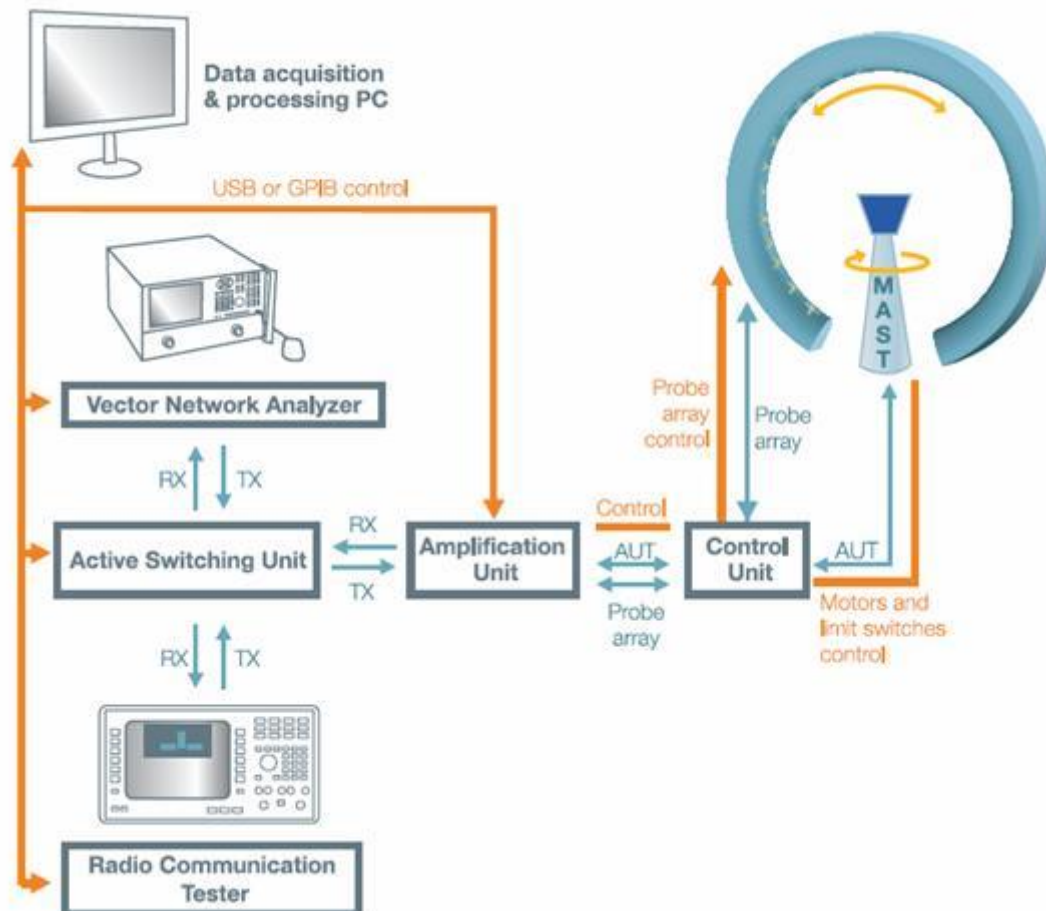 Data acquisition
& processing PC
USB or GPIB control
MAST
Vector Network Analyzer
Probe
array
control
Probe
array
RX
TX
Active Switching Unit
RX
TX
Amplification
Unit
Control
AUT
Probe
array
Control
Unit
AUT
Motors and
limit switches
control
RX
TX
Radio Communication
Tester